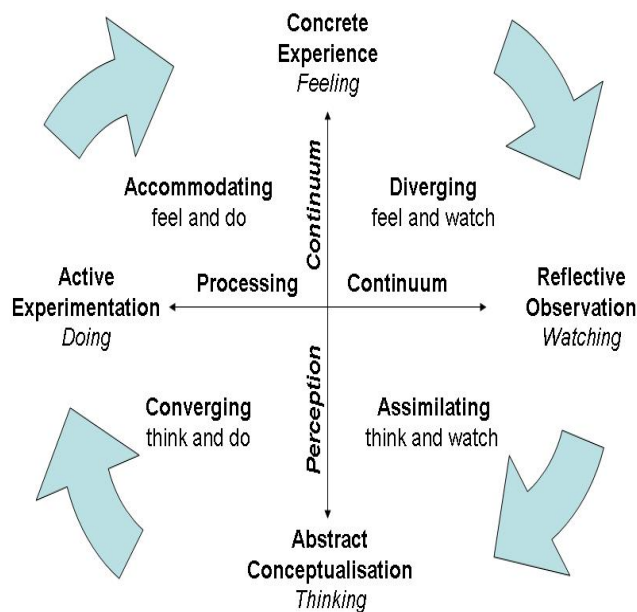 Concrete
Experience
Feeling
Accommodating
feel and do
Continuum
Diverging
feel and watch
Active
Experimentation
Doing
Processing
Continuum
Reflective
Observation
Watching
Converging
think and do
Perception
Assimilating
think and watch
Abstract
Conceptualisation
Thinking